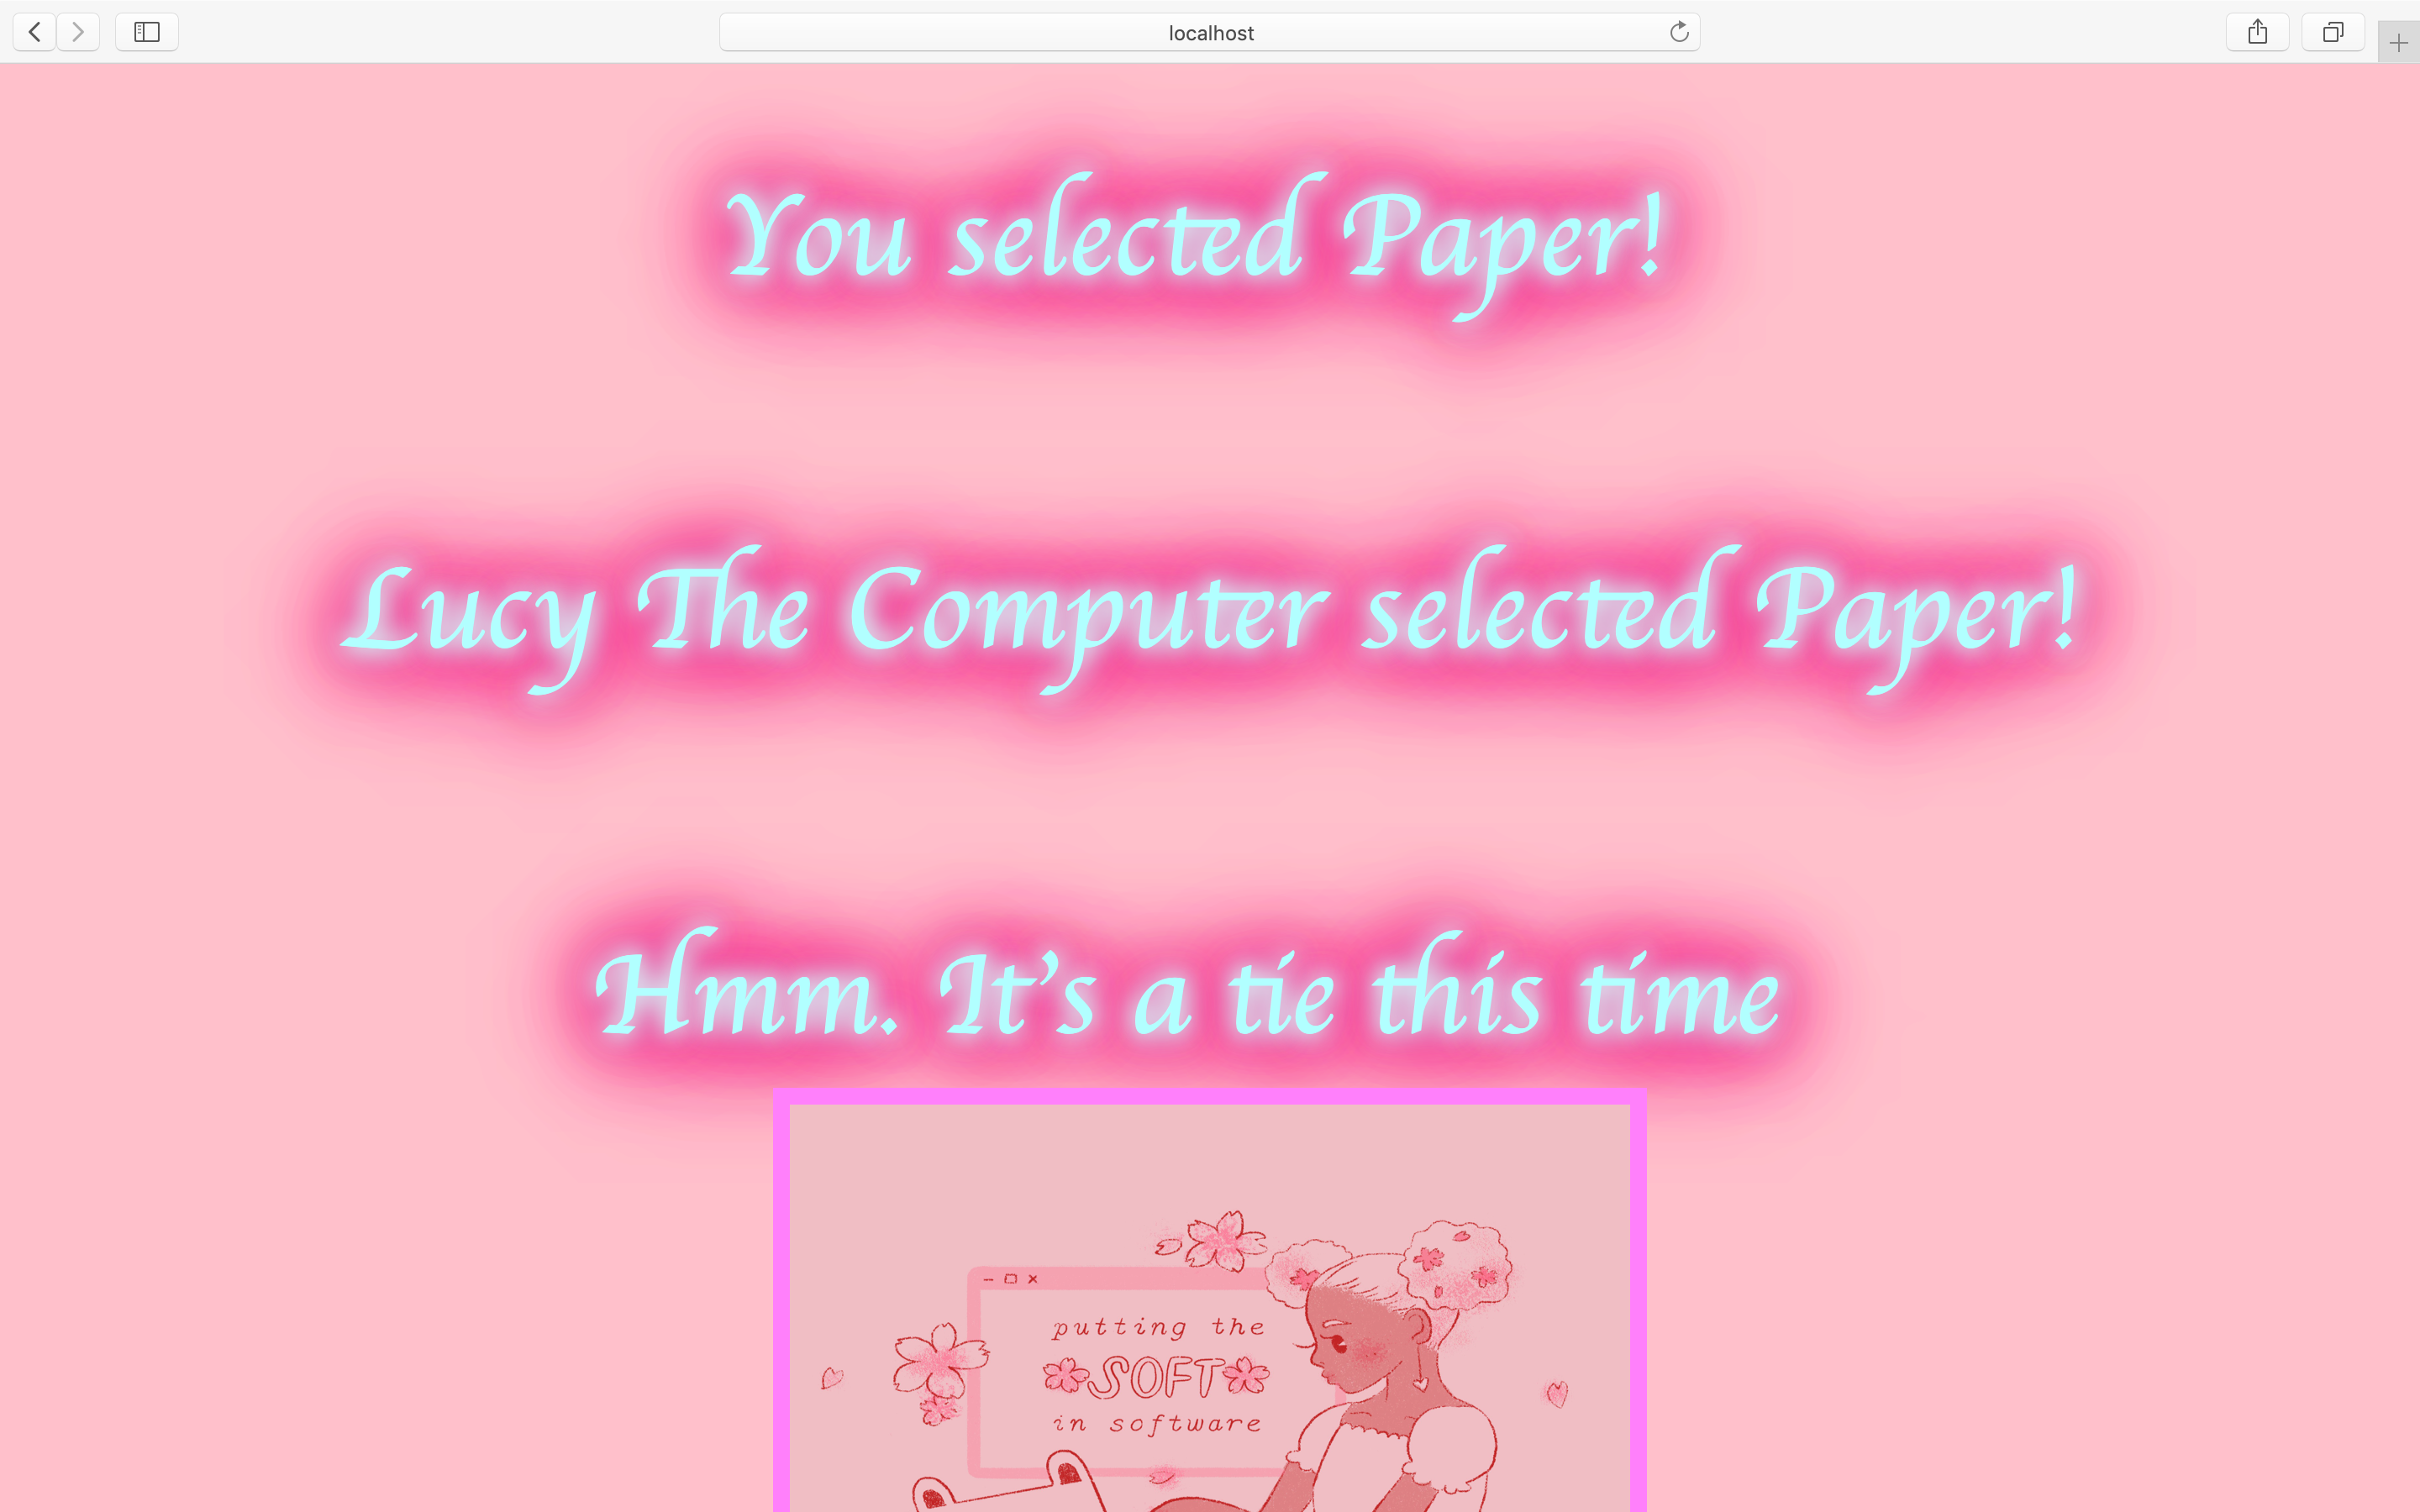 localhost
You selected Paper!
Lucy The Computer selected Paper!
Hmm. It's a tie this time
putting the
SOFT
in software